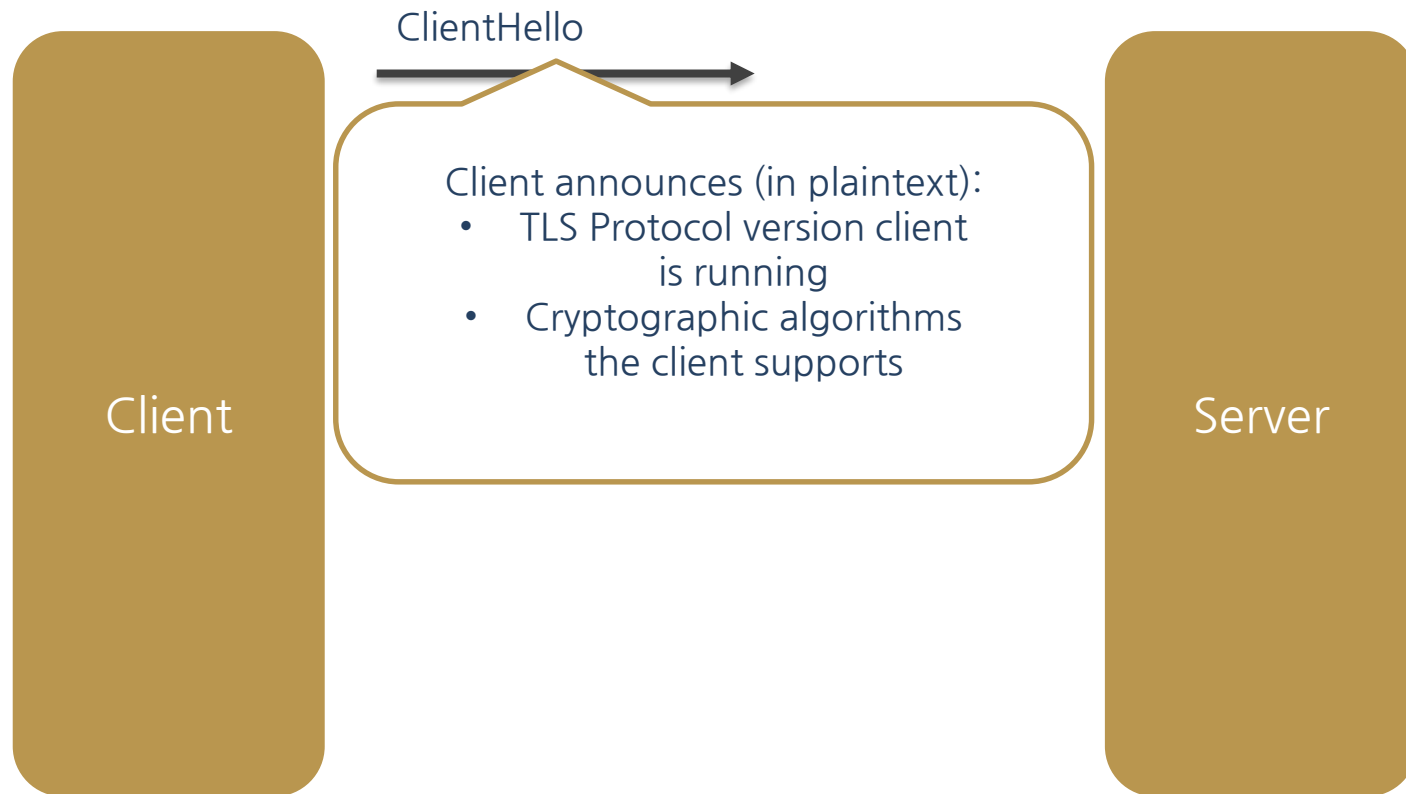 ClientHello
Client announces (in plaintext):
• TLS Protocol version client
is running
• Cryptographic algorithms
the client supports
Client
Server